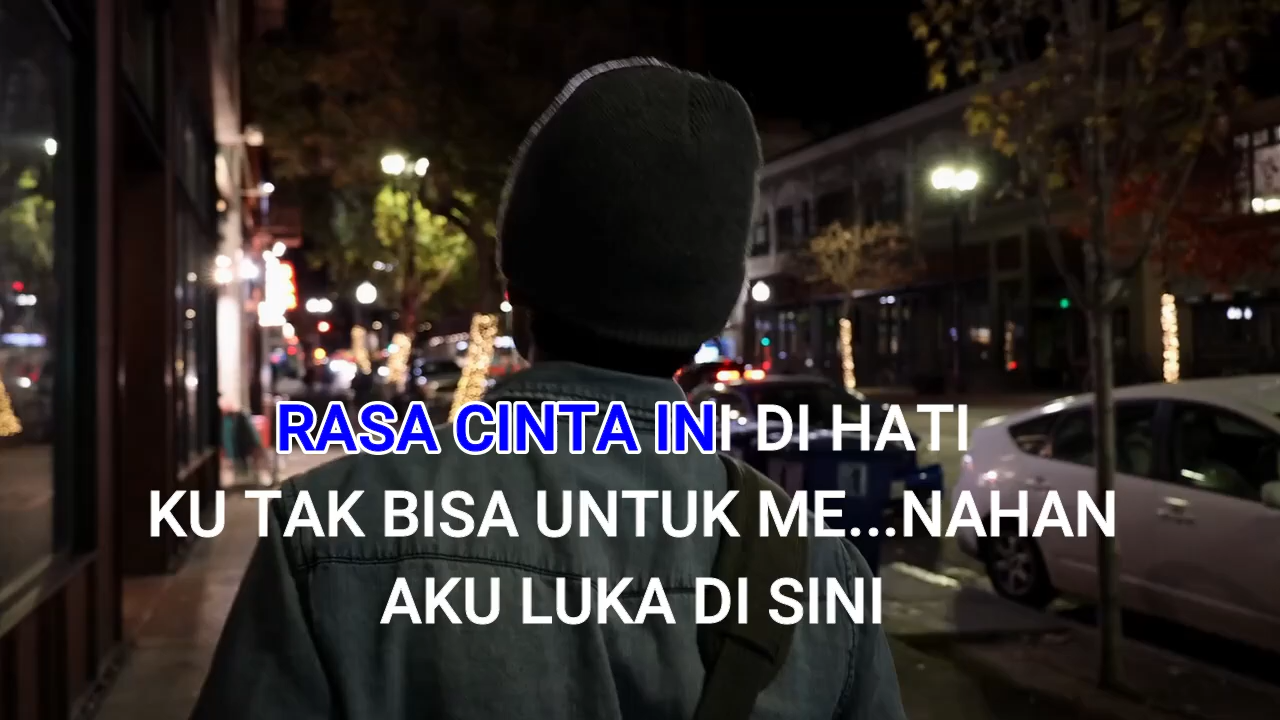 RASA CINTA INI DI HATI
KU TAK BISA UNTUK ME...NAHAN
AKU LUKA DI SINI